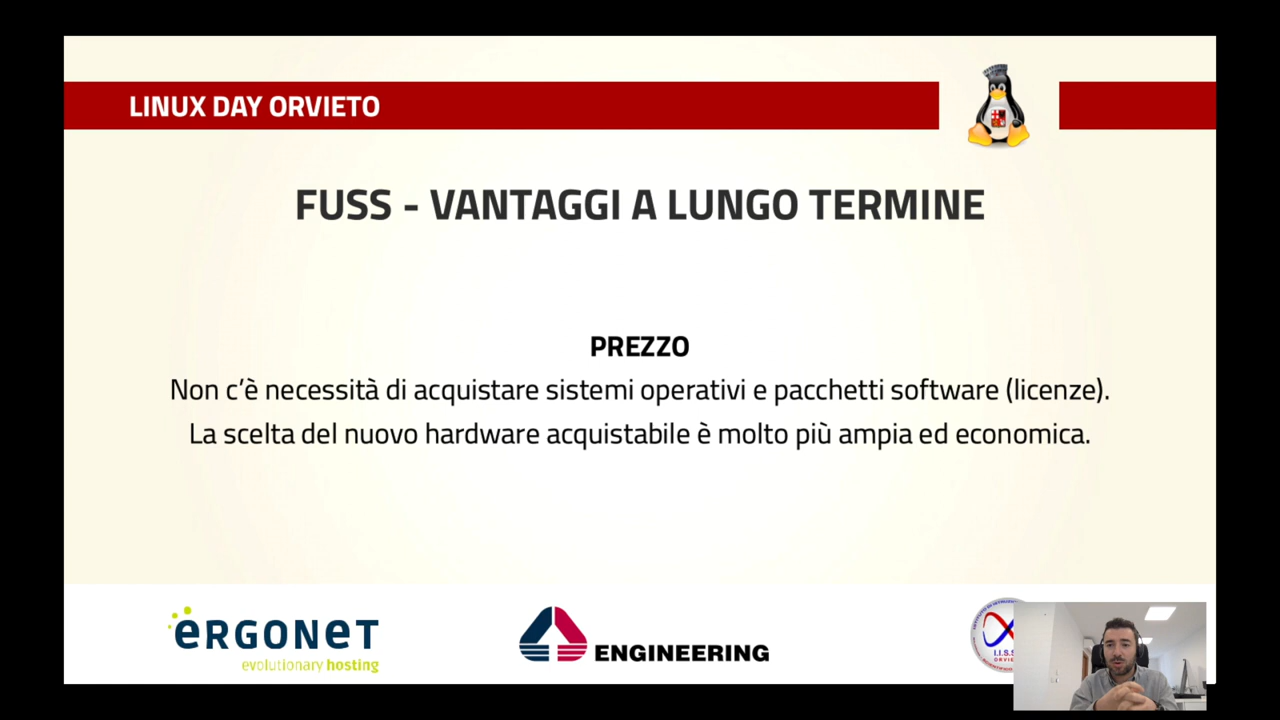 LINUX DAY ORVIETO
FUSS - VANTAGGI A LUNGO TERMINE
PREZZO
Non c'è necessità di acquistare sistemi operativi e pacchetti software (licenze).
La scelta del nuovo hardware acquistabile è molto più ampia ed economica.
eRGONeT
evolutionary hosting
ENGINEERING